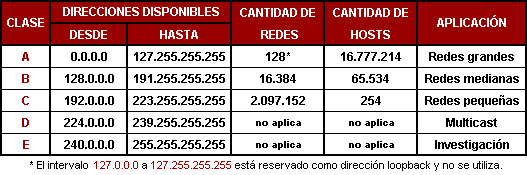 CLASE DIRECCIONES DISPONIBLES CANTIDAD DE REDES CANTIDAD DE HOSTS APLICACIÓN
DESDE HASTA
A 0.0.0.0 127.255.255.255 128* 16.777.214 Redes grandes
B 128.0.0.0 191.255.255.255 16.384 65.534 Redes medianas
C 192.0.0.0 223.255.255.255 2.097.152 254 Redes pequeñas
D 224.0.0.0 239.255.255.255 no aplica no aplica Multicast
E 240.0.0.0 255.255.255.255 no aplica no aplica Investigación
* El intervalo 127.0.0.0 a 127.255.255.255 está reservado como dirección loopback y no se utiliza.